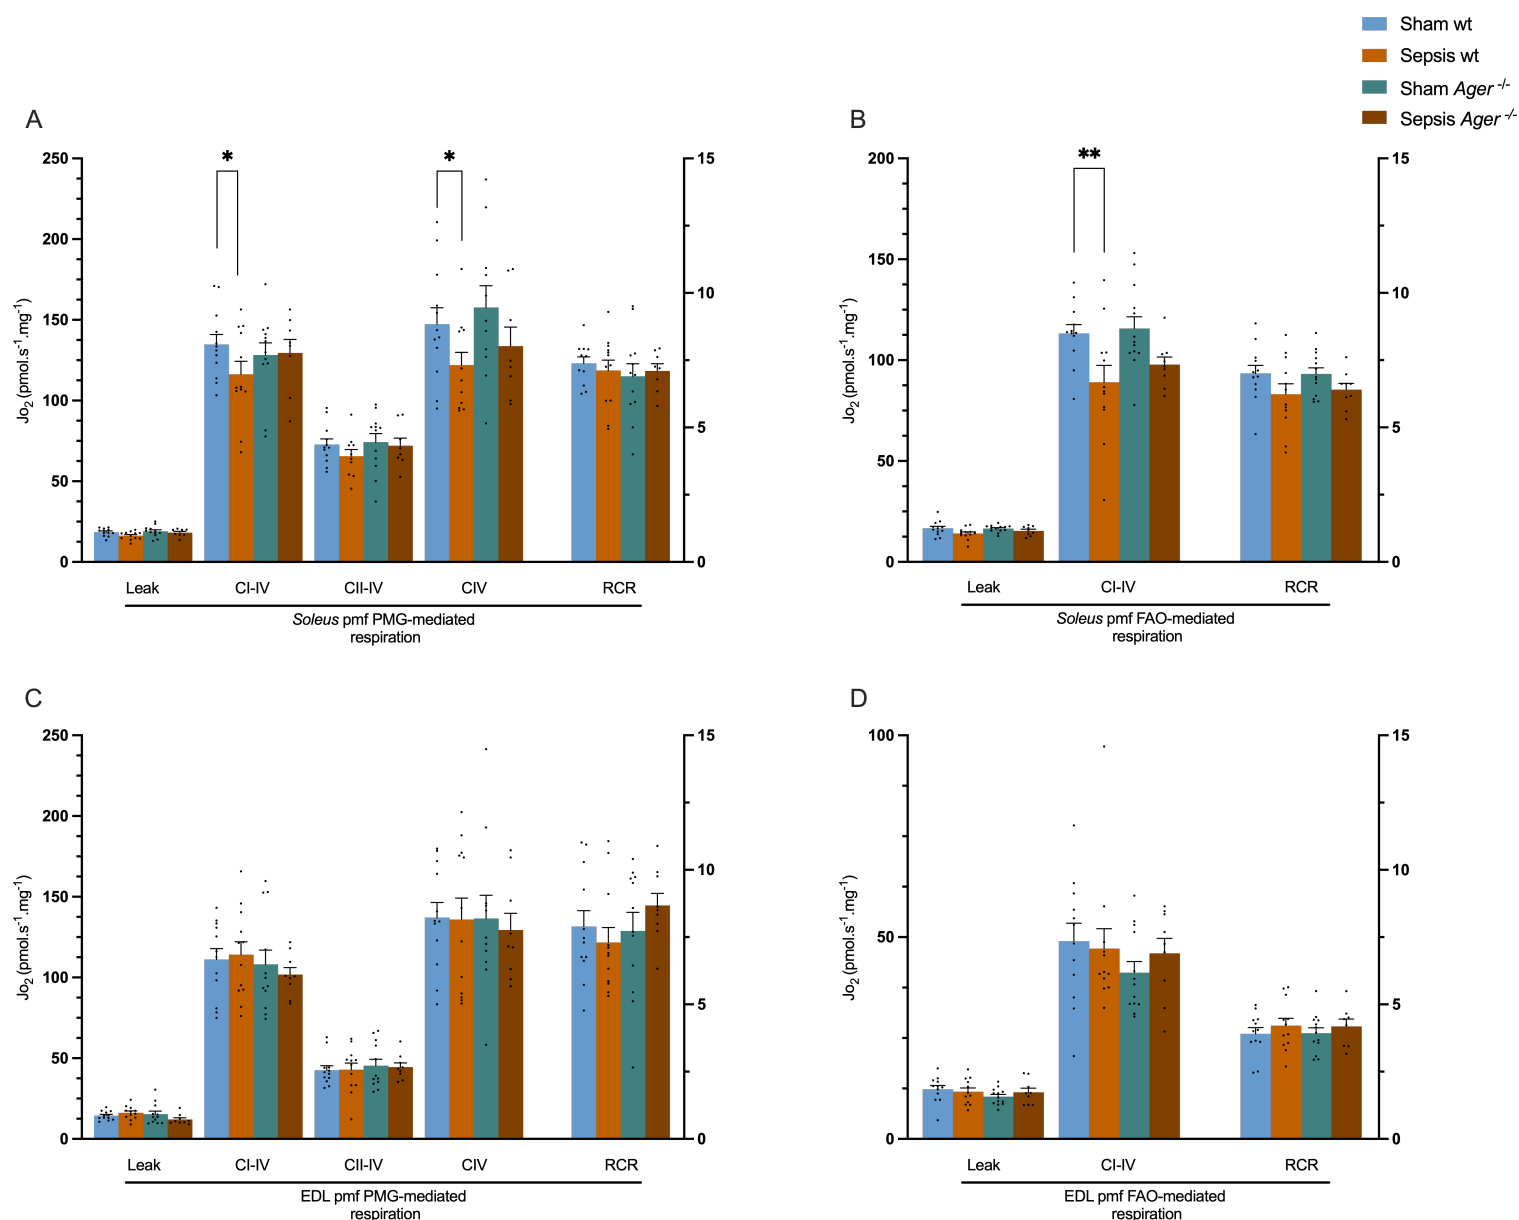 Sham wt
Sepsis wt
Sham Ager -/-
Sepsis Ager -/-
A
250
200
150
100
50
0
Jo2 (pmol.s-1.mg-1)
15
10
5
0
*
*
Leak CI-IV CII-IV CIV RCR
Soleus pmf PMG-mediated
respiration
B
200
150
100
50
0
Jo2 (pmol.s-1.mg-1)
15
10
5
0
**
Leak CI-IV RCR
Soleus pmf FAO-mediated
respiration
C
250
200
150
100
50
0
Jo2 (pmol.s-1.mg-1)
15
10
5
0
Leak CI-IV CII-IV CIV RCR
EDL pmf PMG-mediated
respiration
D
100
50
0
Jo2 (pmol.s-1.mg-1)
15
10
5
0
Leak CI-IV RCR
EDL pmf FAO-mediated
respiration